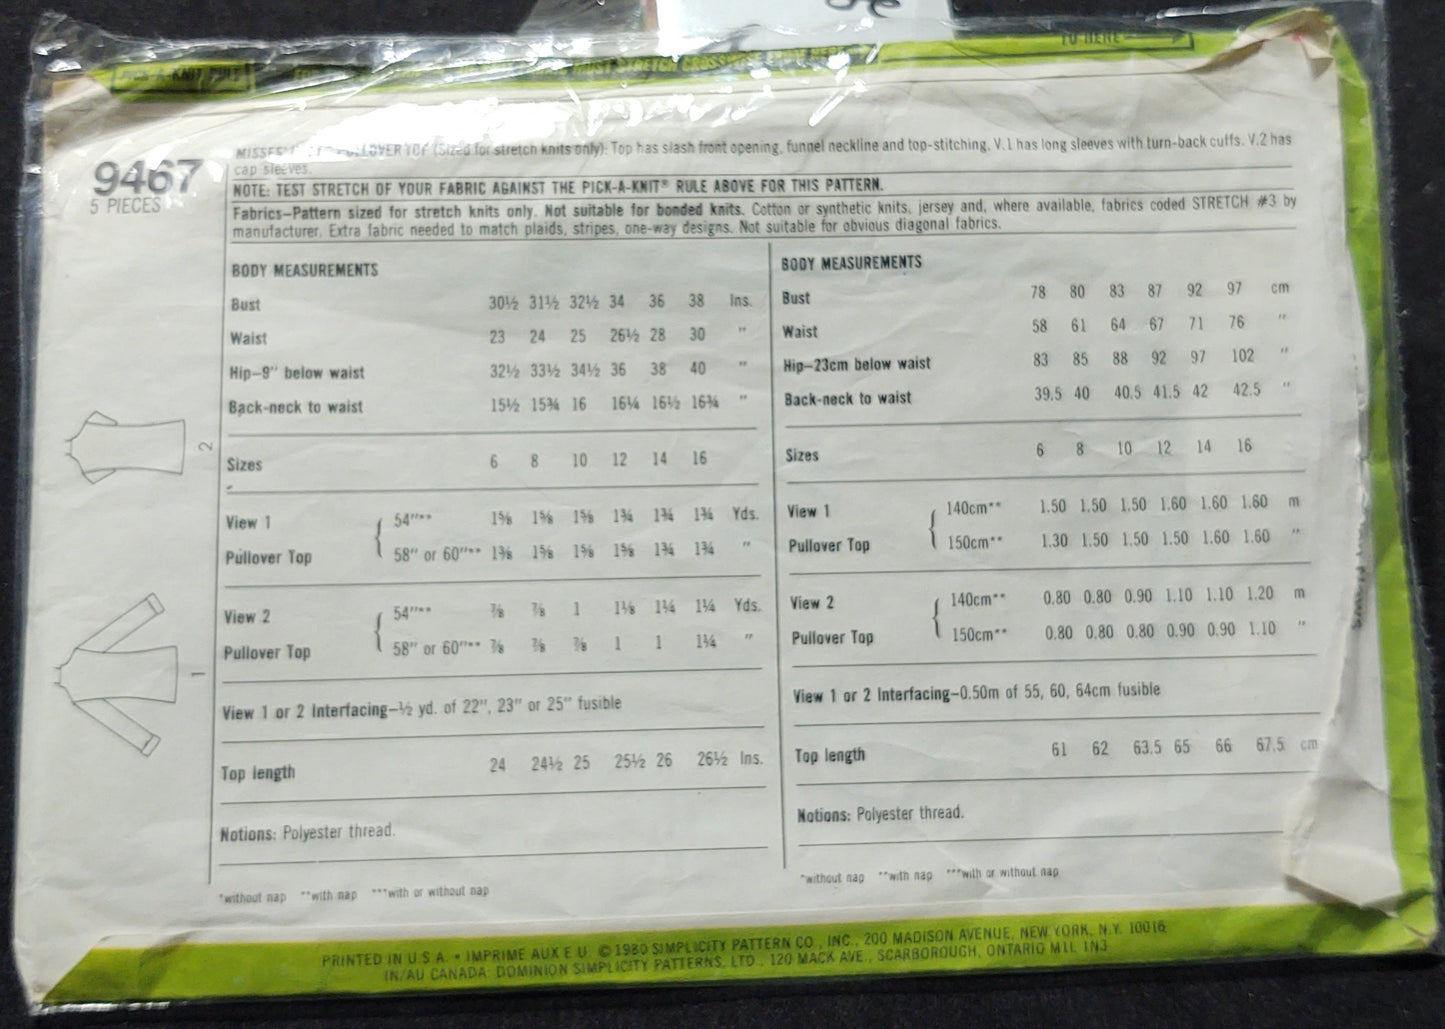 TO HERE
PICK-A-KNIT RULE
MUST STRETCH CROSSWISE FROM HERE
9467
5 PIECES
MISSES' PULLOVER TOP (Sized for stretch knits only): Top has slash front opening, funnel neckline and top-stitching. V.1 has long sleeves with turn-back cuffs. V.2 has
cap sleeves.
NOTE: TEST STRETCH OF YOUR FABRIC AGAINST THE PICK-A-KNIT® RULE ABOVE FOR THIS PATTERN.
Fabrics–Pattern sized for stretch knits only. Not suitable for bonded knits. Cotton or synthetic knits, jersey and, where available, fabrics coded STRETCH #3 by
manufacturer. Extra fabric needed to match plaids, stripes, one-way designs. Not suitable for obvious diagonal fabrics.
BODY MEASUREMENTS
Bust 30½ 31½ 32½ 34 36 38 Ins.
Waist 23 24 25 26½ 28 30 "
Hip–9" below waist 32½ 33½ 34½ 36 38 40 "
Back-neck to waist 15½ 15¾ 16 16¼ 16½ 16¾ "
Sizes 6 8 10 12 14 16
View 1 54"** 1⅝ 1⅝ 1⅝ 1¾ 1¾ 1¾ Yds.
Pullover Top 58" or 60"** 1⅜ 1⅝ 1⅝ 1⅝ 1¾ 1¾ "
View 2 54"** ⅞ ⅞ 1 1⅛ 1¼ 1¼ Yds.
Pullover Top 58" or 60"** ⅞ ⅞ ⅞ 1 1 1¼ "
View 1 or 2 Interfacing–½ yd. of 22", 23" or 25" fusible
Top length 24 24½ 25 25½ 26 26½ Ins.
Notions: Polyester thread.
*without nap **with nap ***with or without nap
BODY MEASUREMENTS
Bust 78 80 83 87 92 97 cm
Waist 58 61 64 67 71 76 "
Hip–23cm below waist 83 85 88 92 97 102 "
Back-neck to waist 39.5 40 40.5 41.5 42 42.5 "
Sizes 6 8 10 12 14 16
View 1 140cm** 1.50 1.50 1.50 1.60 1.60 1.60 m
Pullover Top 150cm** 1.30 1.50 1.50 1.50 1.60 1.60 "
View 2 140cm** 0.80 0.80 0.90 1.10 1.10 1.20 m
Pullover Top 150cm** 0.80 0.80 0.80 0.90 0.90 1.10 "
View 1 or 2 Interfacing–0.50m of 55, 60, 64cm fusible
Top length 61 62 63.5 65 66 67.5 cm
Notions: Polyester thread.
*without nap **with nap ***with or without nap
2
1
PRINTED IN U.S.A. • IMPRIME AUX E.U. ©1980 SIMPLICITY PATTERN CO., INC., 200 MADISON AVENUE, NEW YORK, N.Y. 10016
IN/AU CANADA: DOMINION SIMPLICITY PATTERNS, LTD., 120 MACK AVE., SCARBOROUGH, ONTARIO M1L 1N3